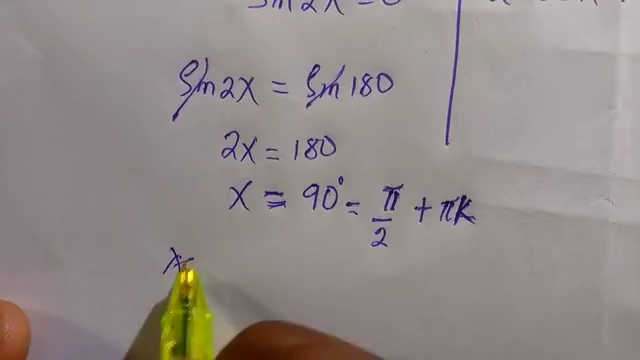 Sin2x = Sin180
2x = 180
x = 90° = π/2 + πk
x